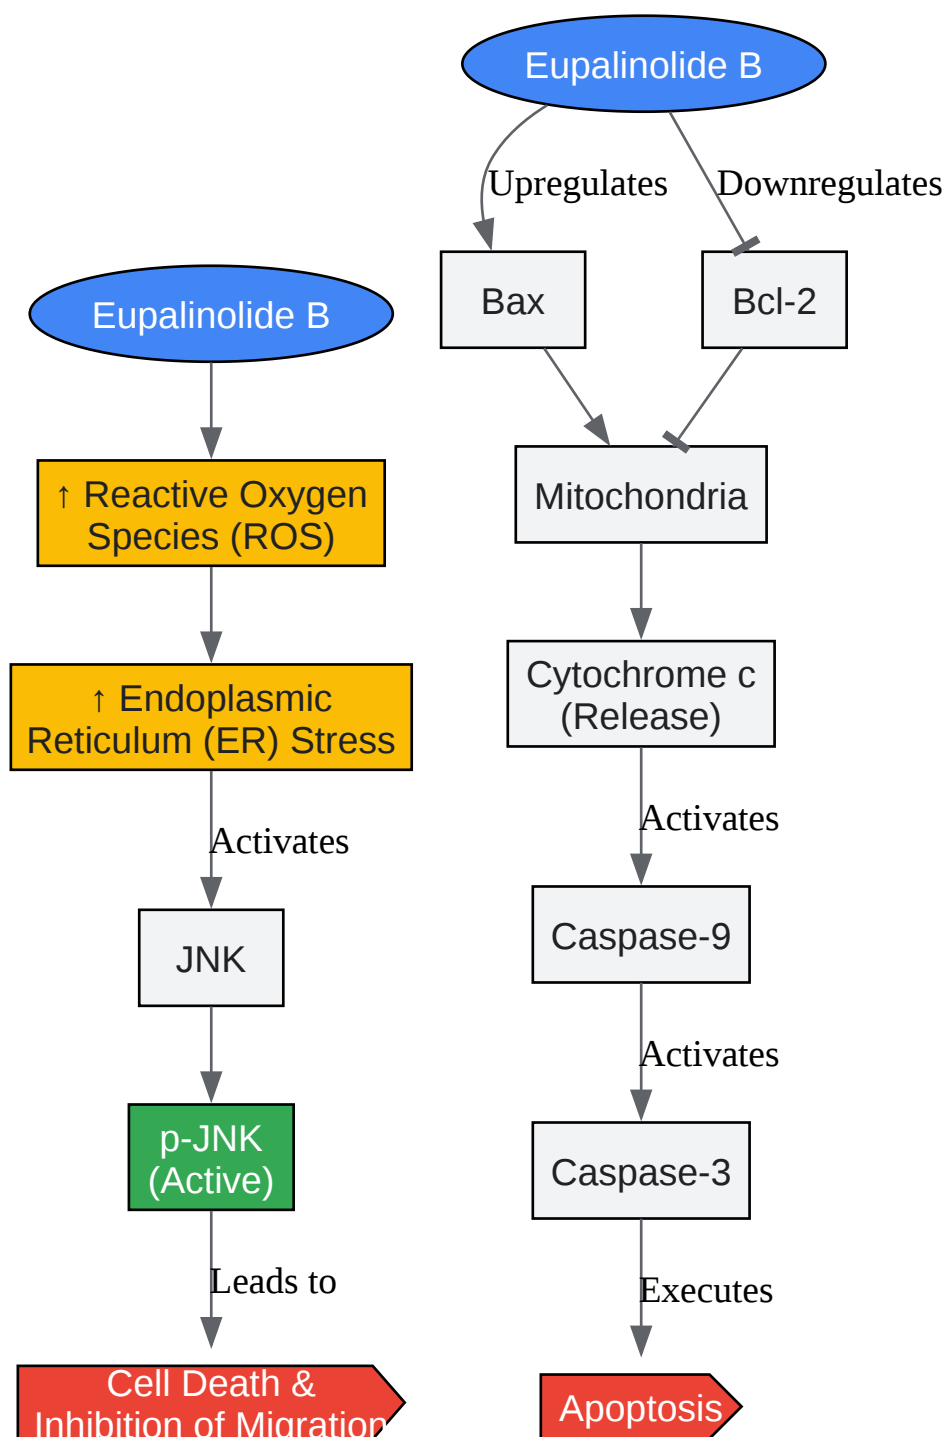 Eupalinolide B
↑ Reactive Oxygen
Species (ROS)
↑ Endoplasmic
Reticulum (ER) Stress
Activates
JNK
p-JNK
(Active)
Leads to
Cell Death &
Inhibition of Migration
Eupalinolide B
Upregulates
Downregulates
Bax
Bcl-2
Mitochondria
Cytochrome c
(Release)
Activates
Caspase-9
Activates
Caspase-3
Executes
Apoptosis